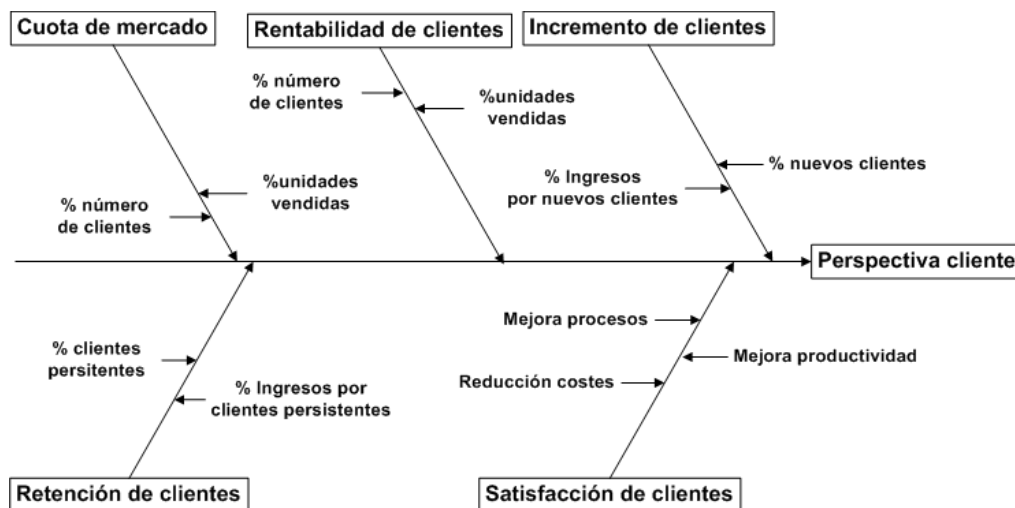 Cuota de mercado
Rentabilidad de clientes
Incremento de clientes
% número
de clientes
%unidades
vendidas
% nuevos clientes
% Ingresos
por nuevos clientes
%unidades
vendidas
% número
de clientes
Perspectiva cliente
Mejora procesos
Mejora productividad
Reducción costes
% clientes
persitentes
% Ingresos por
clientes persistentes
Retención de clientes
Satisfacción de clientes